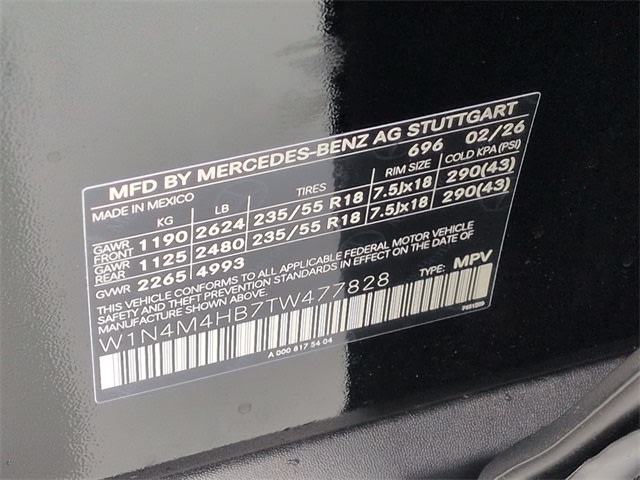 MFD BY MERCEDES-BENZ AG STUTTGART
MADE IN MEXICO 696 02/26
KG LB TIRES RIM SIZE COLD KPA(PSI)
GAWR FRONT 1190 2624 235/55 R18 7.5Jx18 290(43)
GAWR REAR 1125 2480 235/55 R18 7.5Jx18 290(43)
GVWR 2265 4993
THIS VEHICLE CONFORMS TO ALL APPLICABLE FEDERAL MOTOR VEHICLE
SAFETY AND THEFT PREVENTION STANDARDS IN EFFECT ON THE DATE OF
MANUFACTURE SHOWN ABOVE.
W1N4M4HB7TW477828 TYPE: MPV
A 000 817 54 04